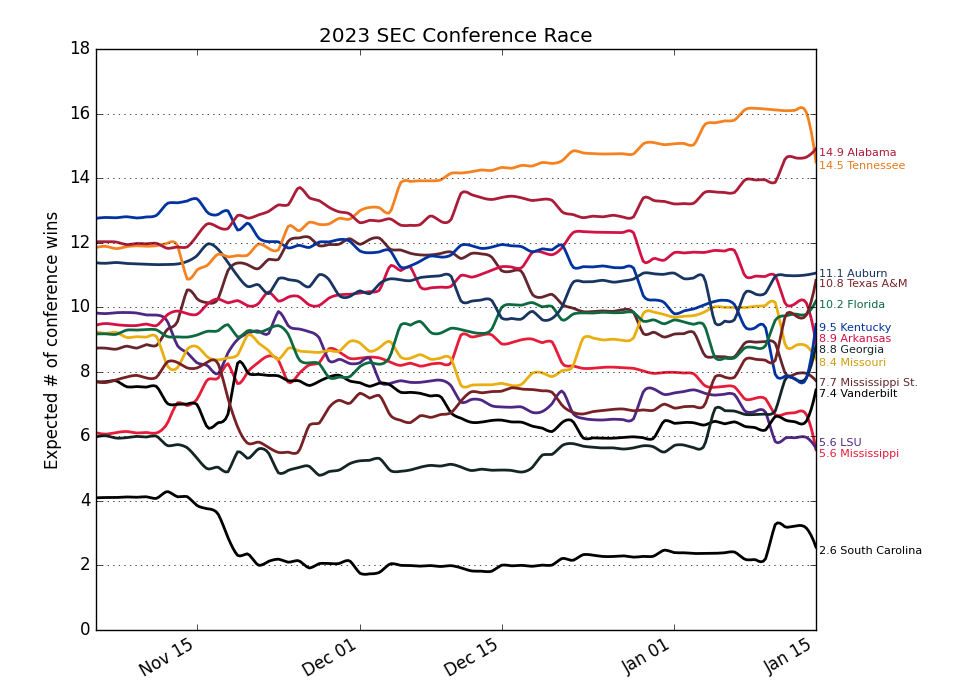 2023 SEC Conference Race
Expected # of conference wins
18
16
14
12
10
8
6
4
2
0
Nov 15
Dec 01
Dec 15
Jan 01
Jan 15
14.9 Alabama
14.5 Tennessee
11.1 Auburn
10.8 Texas A&M
10.2 Florida
9.5 Kentucky
8.9 Arkansas
8.8 Georgia
8.4 Missouri
7.7 Mississippi St.
7.4 Vanderbilt
5.6 LSU
5.6 Mississippi
2.6 South Carolina